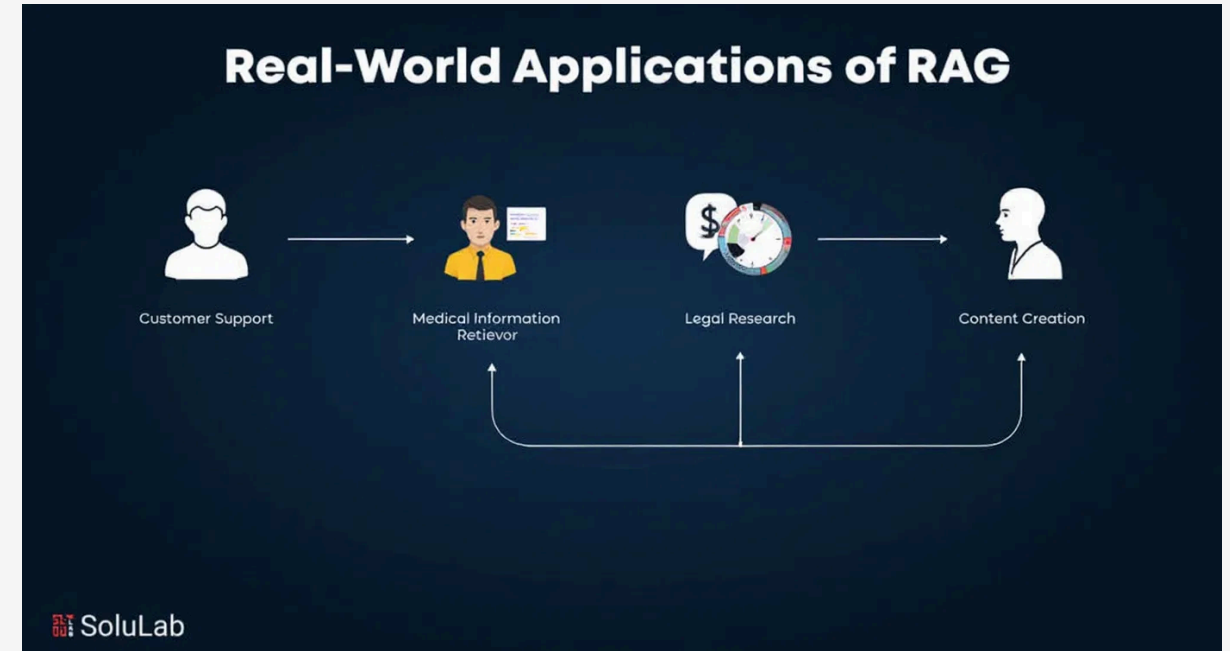 Real-World Applications of RAG
$
Customer Support
Medical Information
Retievor
Legal Research
Content Creation
SoluLab